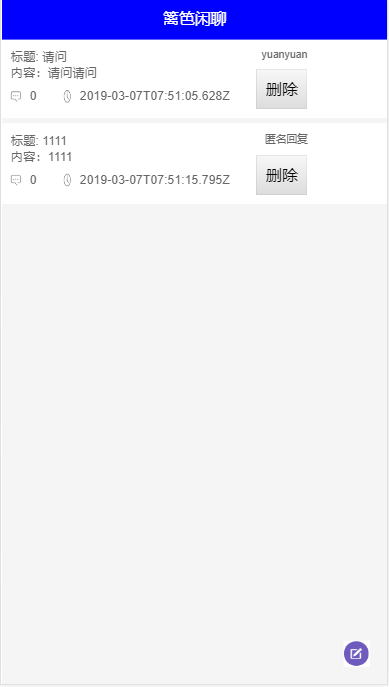 篱笆闲聊
标题: 请问
yuanyuan
内容：请问请问
0
2019-03-07T07:51:05.628Z
删除
标题: 1111
匿名回复
内容：1111
0
2019-03-07T07:51:15.795Z
删除